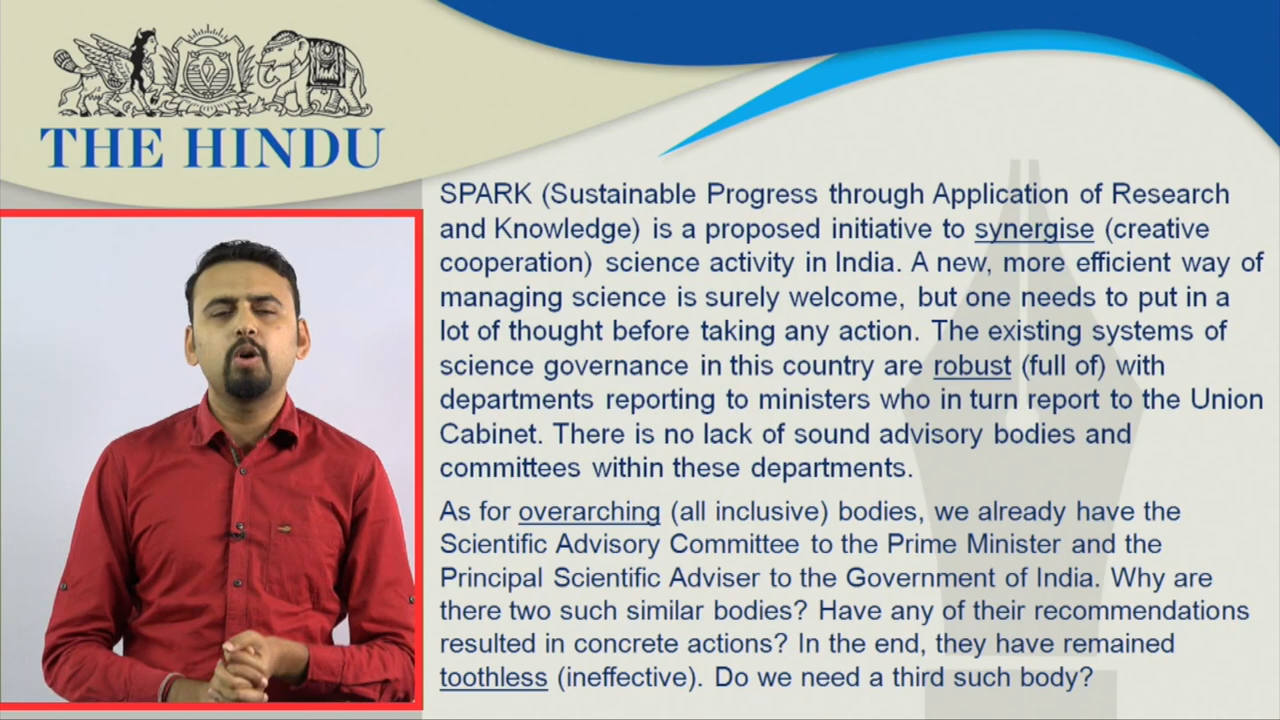 THE HINDU
SPARK (Sustainable Progress through Application of Research
and Knowledge) is a proposed initiative to synergise (creative
cooperation) science activity in India. A new, more efficient way of
managing science is surely welcome, but one needs to put in a
lot of thought before taking any action. The existing systems of
science governance in this country are robust (full of) with
departments reporting to ministers who in turn report to the Union
Cabinet. There is no lack of sound advisory bodies and
committees within these departments.
As for overarching (all inclusive) bodies, we already have the
Scientific Advisory Committee to the Prime Minister and the
Principal Scientific Adviser to the Government of India. Why are
there two such similar bodies? Have any of their recommendations
resulted in concrete actions? In the end, they have remained
toothless (ineffective). Do we need a third such body?